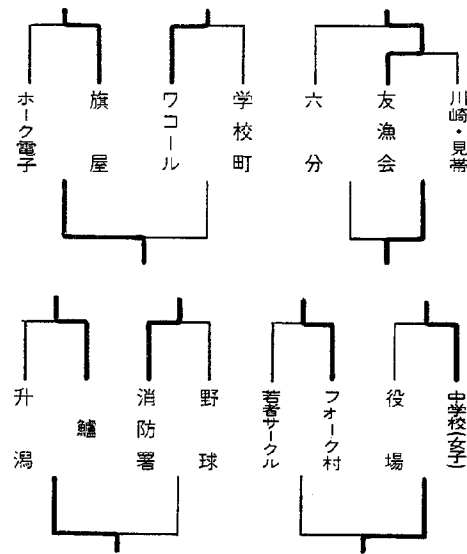 ホーク電子
旗屋
ワコール
学校町
六分
友漁会
川崎・見帯
升潟
鱸
消防署
野球
若者サークル
フォーク村
役場
中学校(女子)